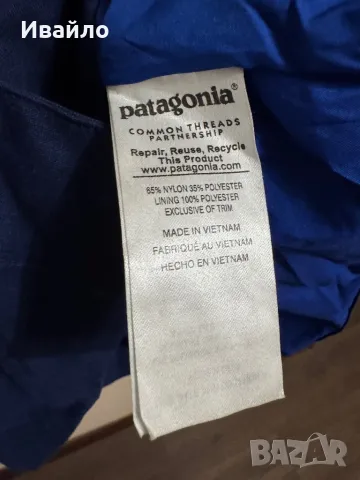 Ивайло
patagonia®
COMMON THREADS
PARTNERSHIP
Repair, Reuse, Recycle
This Product
www.patagonia.com
65% NYLON 35% POLYESTER
LINING 100% POLYESTER
EXCLUSIVE OF TRIM
MADE IN VIETNAM
FABRIQUÉ AU VIETNAM
HECHO EN VIETNAM
BAZAR